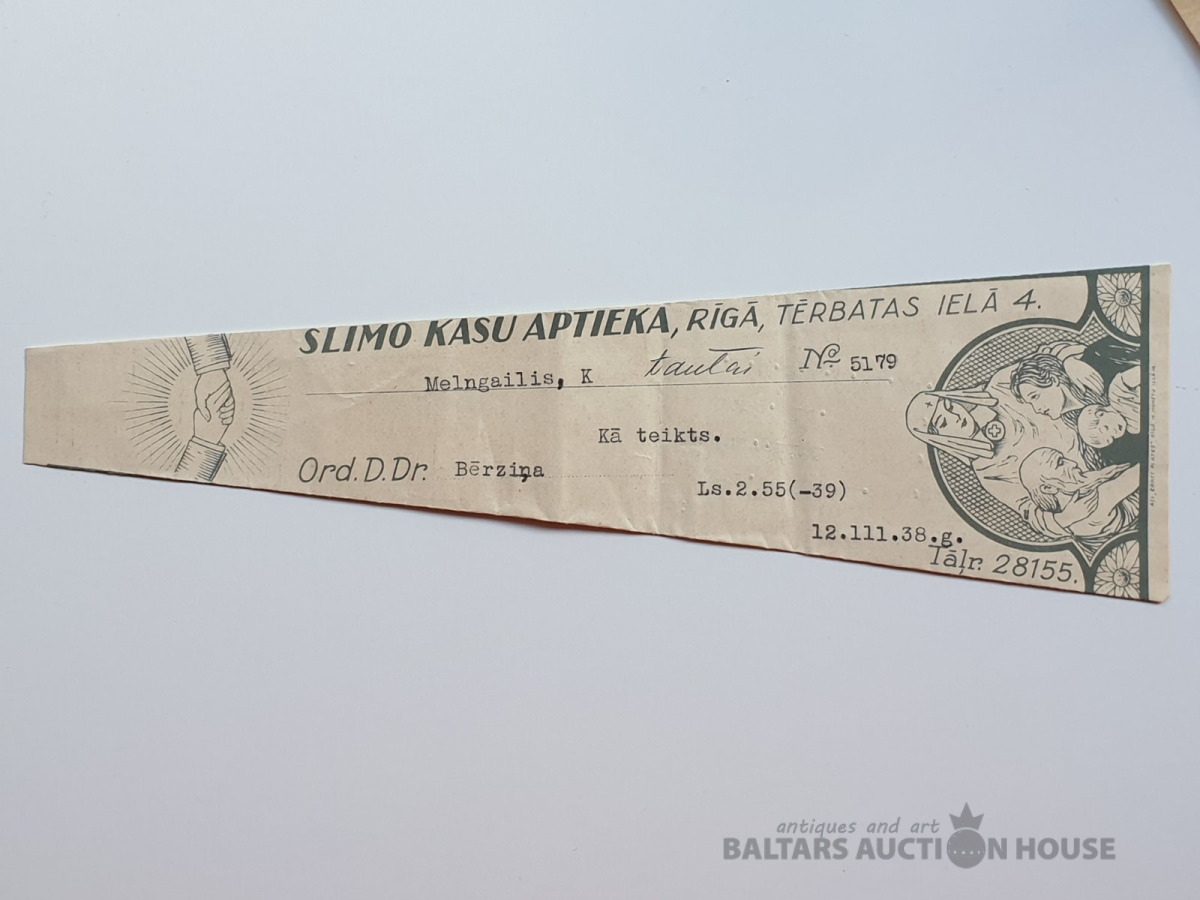 SLIMO KASU APTIEKA, RĪGĀ, TĒRBATAS IELĀ 4.
Melngailis, K tautai № 5179
Kā teikts.
Ord. D. Dr. Bērziņa
Ls.2.55(-39)
12.111.38.g.
Tāļr. 28155.
antiques and art
BALTARS AUCTION HOUSE